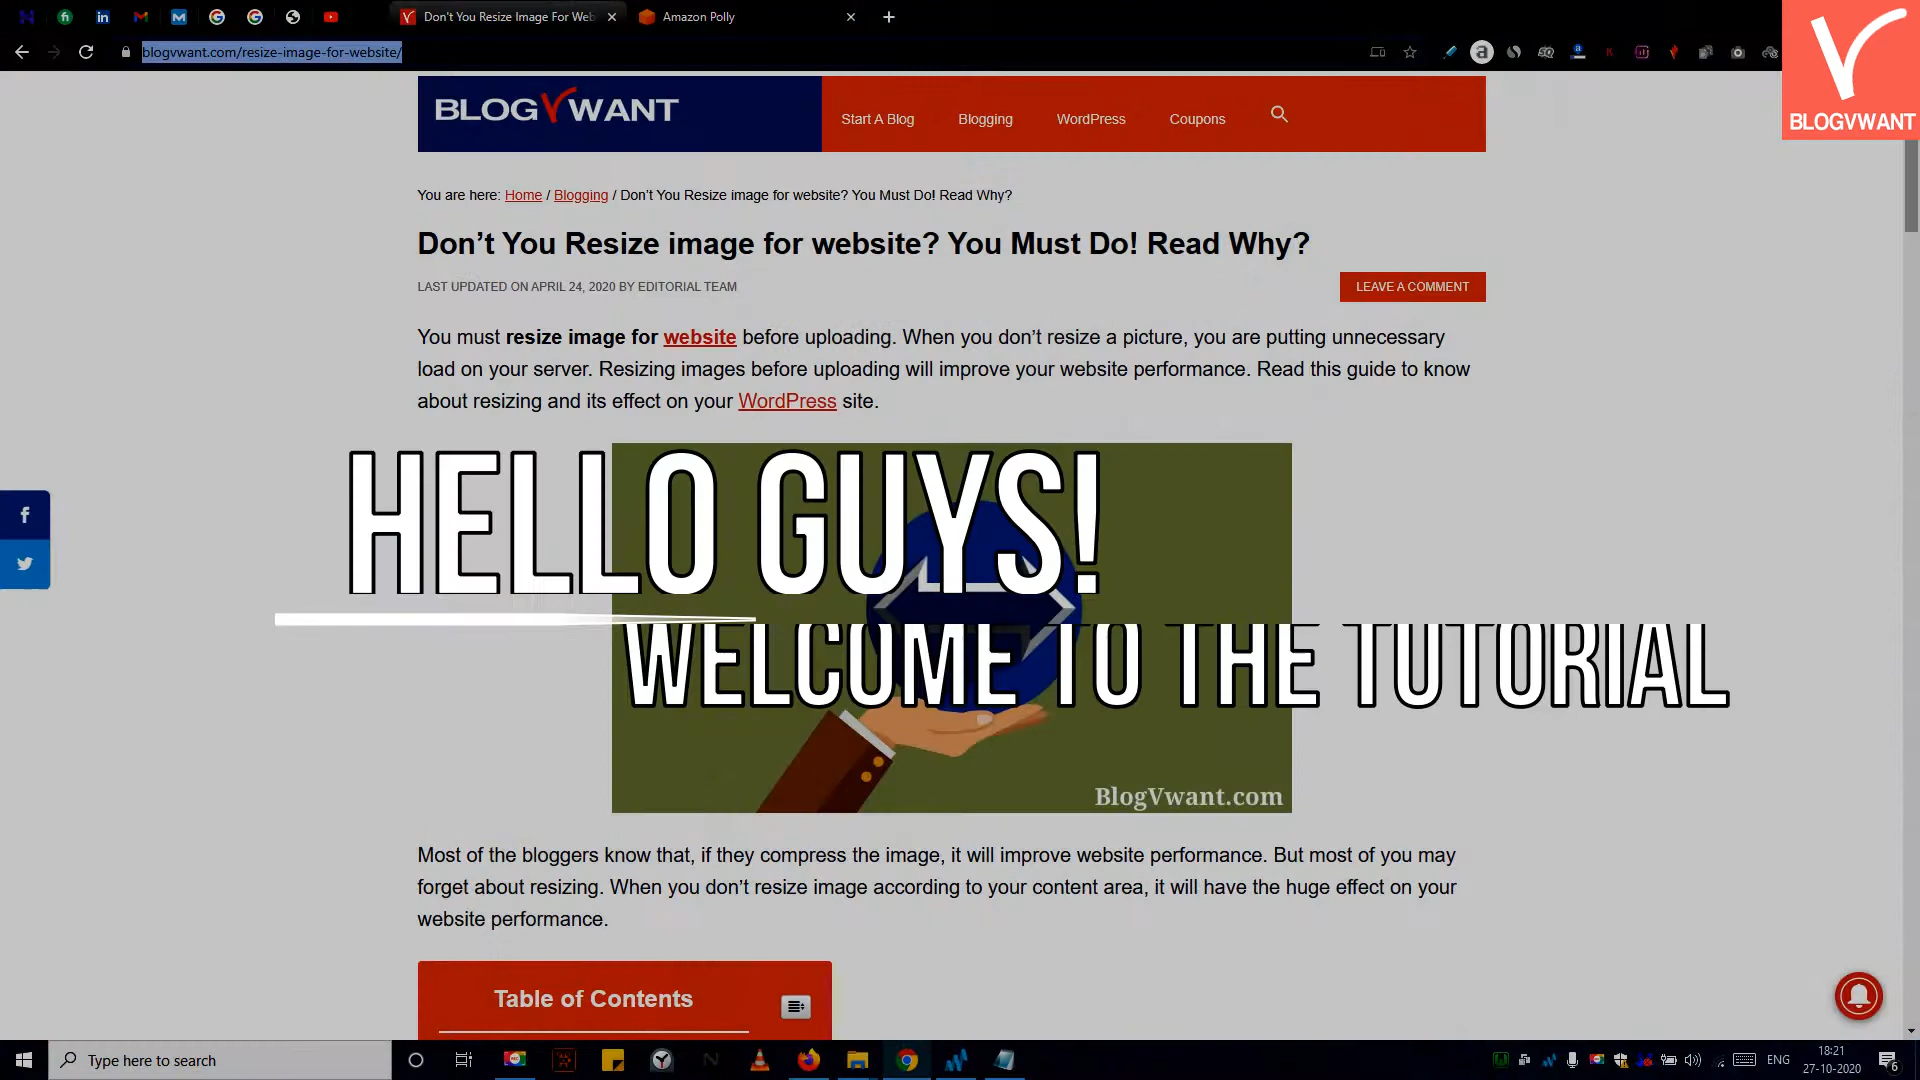 Don't You Resize Image For Web
Amazon Polly
blogvwant.com/resize-image-for-website/
BLOGVWANT
BLOGVWANT
Start A Blog
Blogging
WordPress
Coupons
You are here: Home / Blogging / Don’t You Resize image for website? You Must Do! Read Why?
Don’t You Resize image for website? You Must Do! Read Why?
LAST UPDATED ON APRIL 24, 2020 BY EDITORIAL TEAM
LEAVE A COMMENT
You must resize image for website before uploading. When you don’t resize a picture, you are putting unnecessary
load on your server. Resizing images before uploading will improve your website performance. Read this guide to know
about resizing and its effect on your WordPress site.
HELLO GUYS!
WELCOME TO THE TUTORIAL
BlogVwant.com
Most of the bloggers know that, if they compress the image, it will improve website performance. But most of you may
forget about resizing. When you don’t resize image according to your content area, it will have the huge effect on your
website performance.
Table of Contents
Type here to search
ENG
18:21
27-10-2020
6